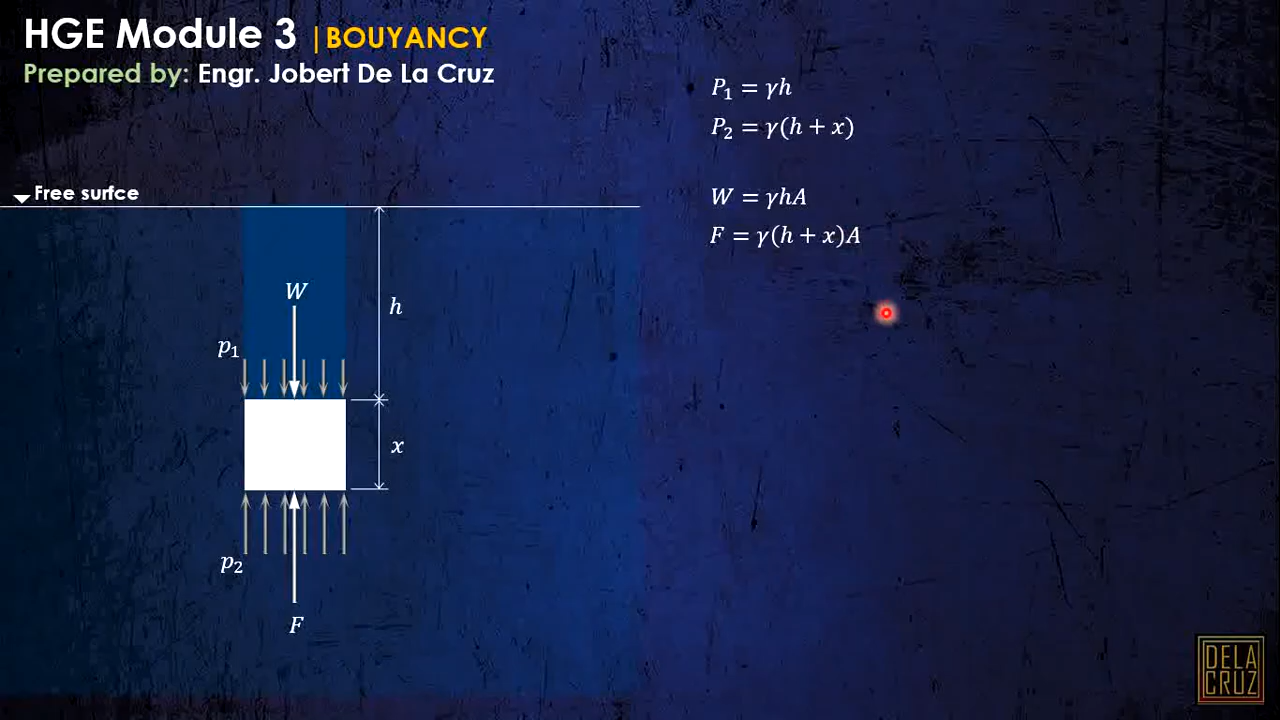 HGE Module 3 | BOUYANCY
Prepared by: Engr. Jobert De La Cruz
P₁ = γh
P₂ = γ(h + x)
Free surfce
W = γhA
F = γ(h + x)A
W
h
p₁
x
p₂
F
DELA
CRUZ